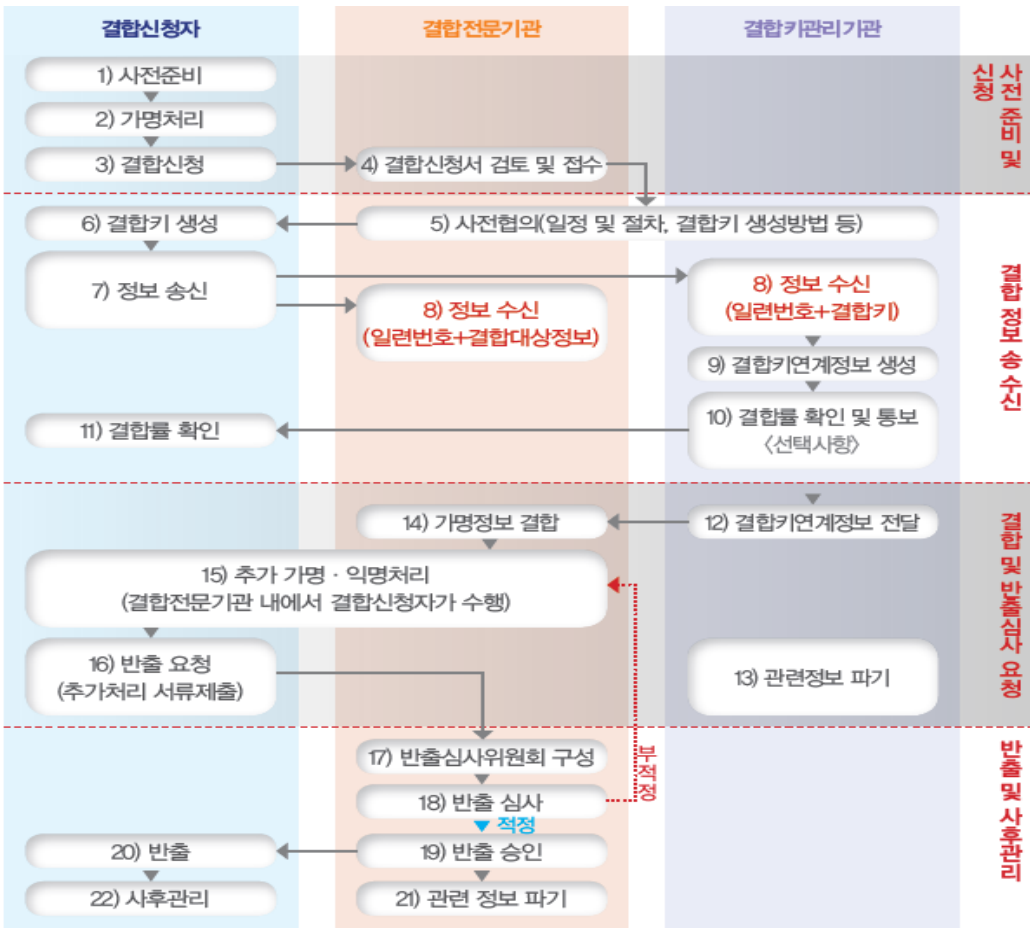 결합신청자
결합전문기관
결합키관리기관
1) 사전준비
2) 가명처리
3) 결합신청
4) 결합신청서 검토 및 접수
사전 준비 및
신청
5) 사전협의(일정 및 절차, 결합키 생성방법 등)
6) 결합키 생성
7) 정보 송신
8) 정보 수신
(일련번호+결합대상정보)
8) 정보 수신
(일련번호+결합키)
9) 결합키연계정보 생성
10) 결합률 확인 및 통보
〈선택사항〉
11) 결합률 확인
결합 정보 송 수신
12) 결합키연계정보 전달
14) 가명정보 결합
15) 추가 가명 · 익명처리
(결합전문기관 내에서 결합신청자가 수행)
16) 반출 요청
(추가처리 서류제출)
13) 관련정보 파기
결합 및 반출심사 요청
17) 반출심사위원회 구성
18) 반출 심사
부적정
적정
19) 반출 승인
20) 반출
21) 관련 정보 파기
22) 사후관리
반출 및 사후관리